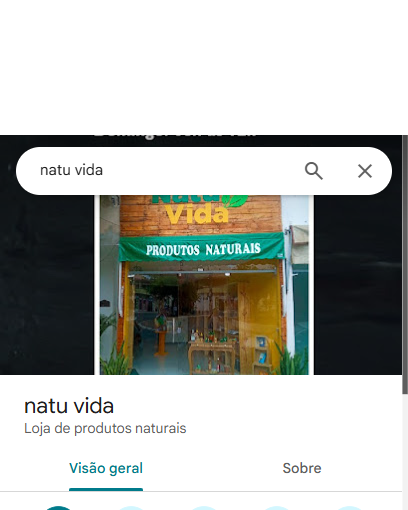 natu vida
Natu
Vida
PRODUTOS NATURAIS
natu vida
Loja de produtos naturais
Visão geral
Sobre